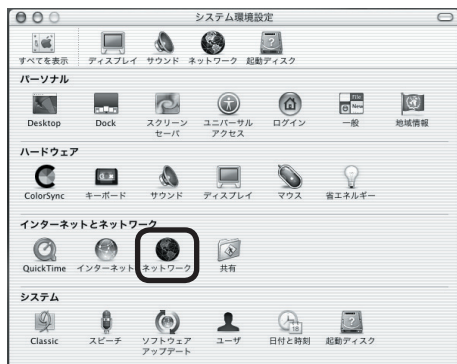 システム環境設定
すべてを表示 ディスプレイ サウンド ネットワーク 起動ディスク
パーソナル
Desktop Dock スクリーン セーバ ユニバーサル アクセス ログイン 一般 地域情報
ハードウェア
ColorSync キーボード サウンド ディスプレイ マウス 省エネルギー
インターネットとネットワーク
QuickTime インターネット ネットワーク 共有
システム
Classic スピーチ ソフトウェア アップデート ユーザ 日付と時刻 起動ディスク